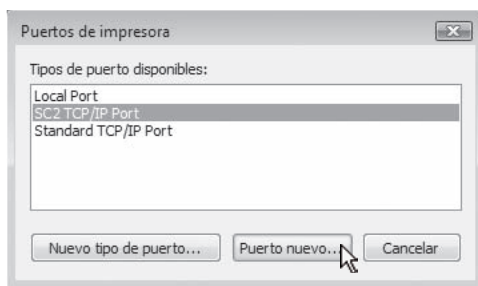 Puertos de impresora
Tipos de puerto disponibles:
Local Port
SC2 TCP/IP Port
Standard TCP/IP Port
Nuevo tipo de puerto... Puerto nuevo... Cancelar